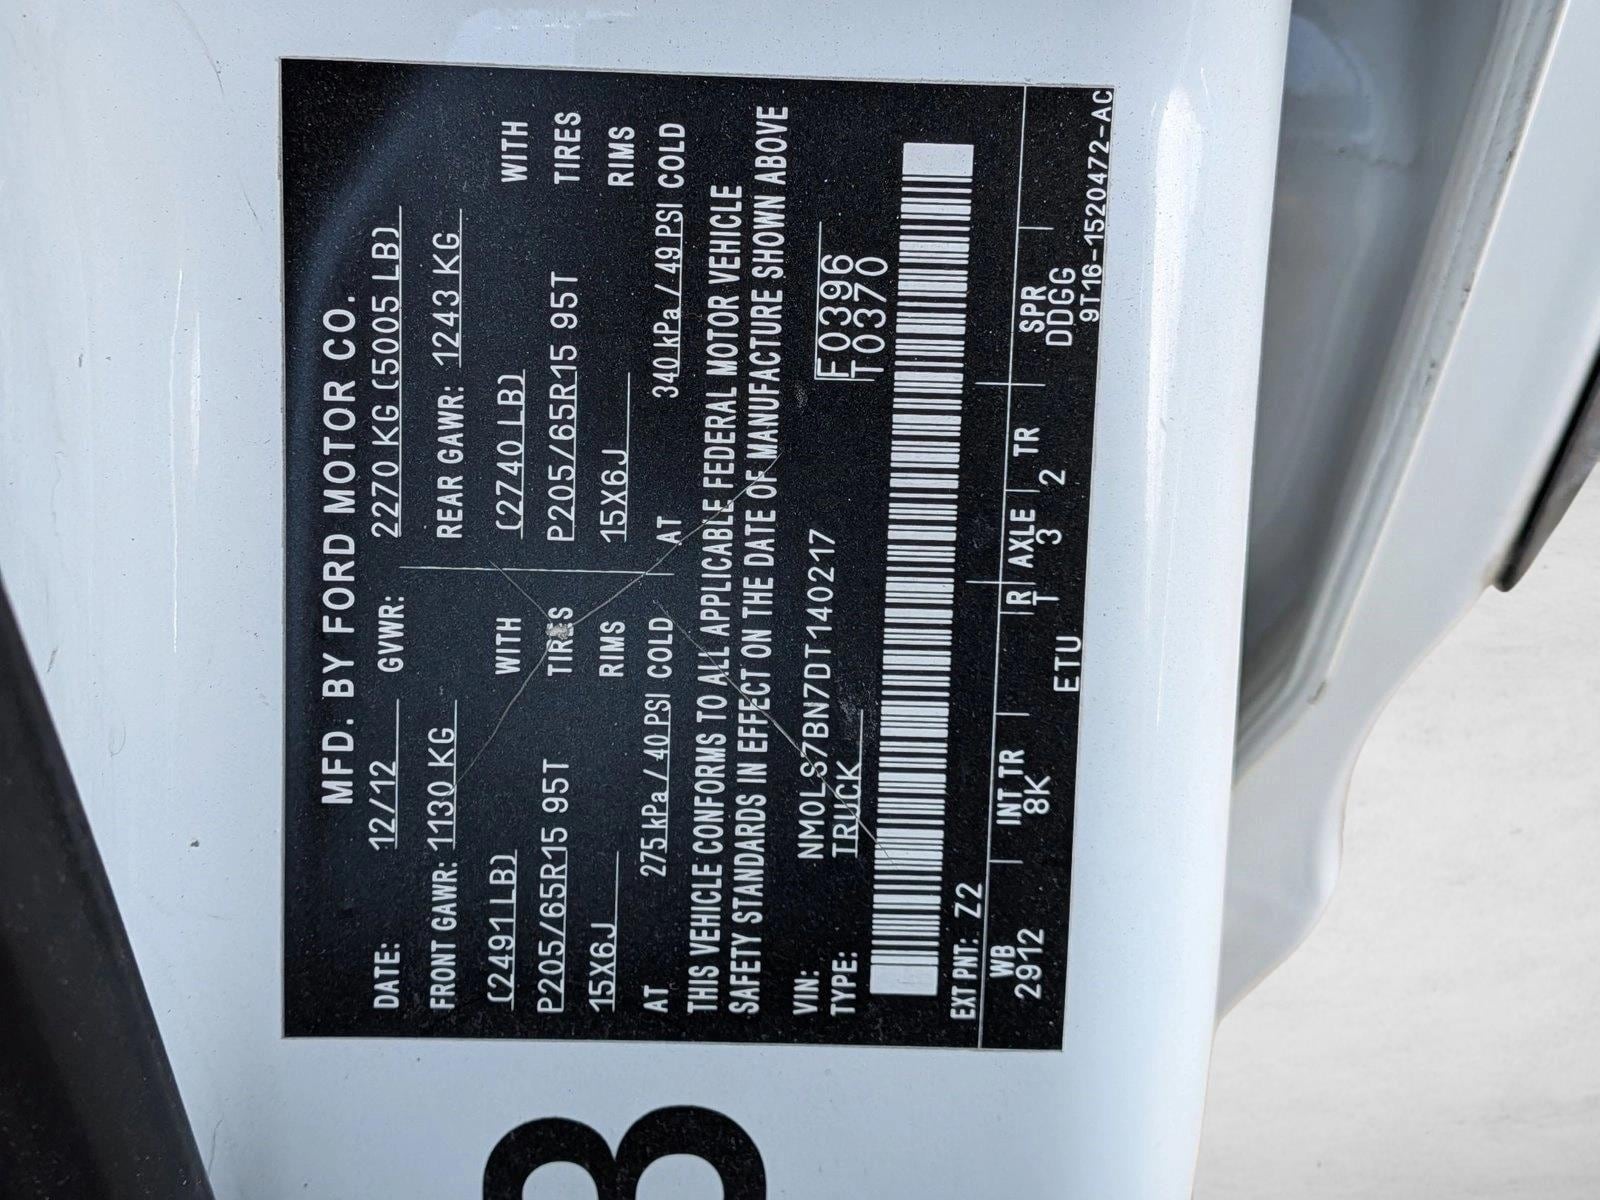 MFD. BY FORD MOTOR CO.
DATE: 12/12 GVWR: 2270 KG (5005 LB)
FRONT GAWR: 1130 KG REAR GAWR: 1243 KG
(2491 LB) WITH (2740 LB) WITH
P205/65R15 95T TIRES P205/65R15 95T TIRES
15X6J RIMS 15X6J RIMS
AT 275 kPa / 40 PSI COLD AT 340 kPa / 49 PSI COLD
THIS VEHICLE CONFORMS TO ALL APPLICABLE FEDERAL MOTOR VEHICLE
SAFETY STANDARDS IN EFFECT ON THE DATE OF MANUFACTURE SHOWN ABOVE
VIN: NM0LS7BN7DT140217 F0396
TYPE: TRUCK T0370
EXT PNT: Z2
WB INT TR R AXLE TR SPR
2912 8K ETU T 3 2 DDGG
9T16-1520472-AC
3